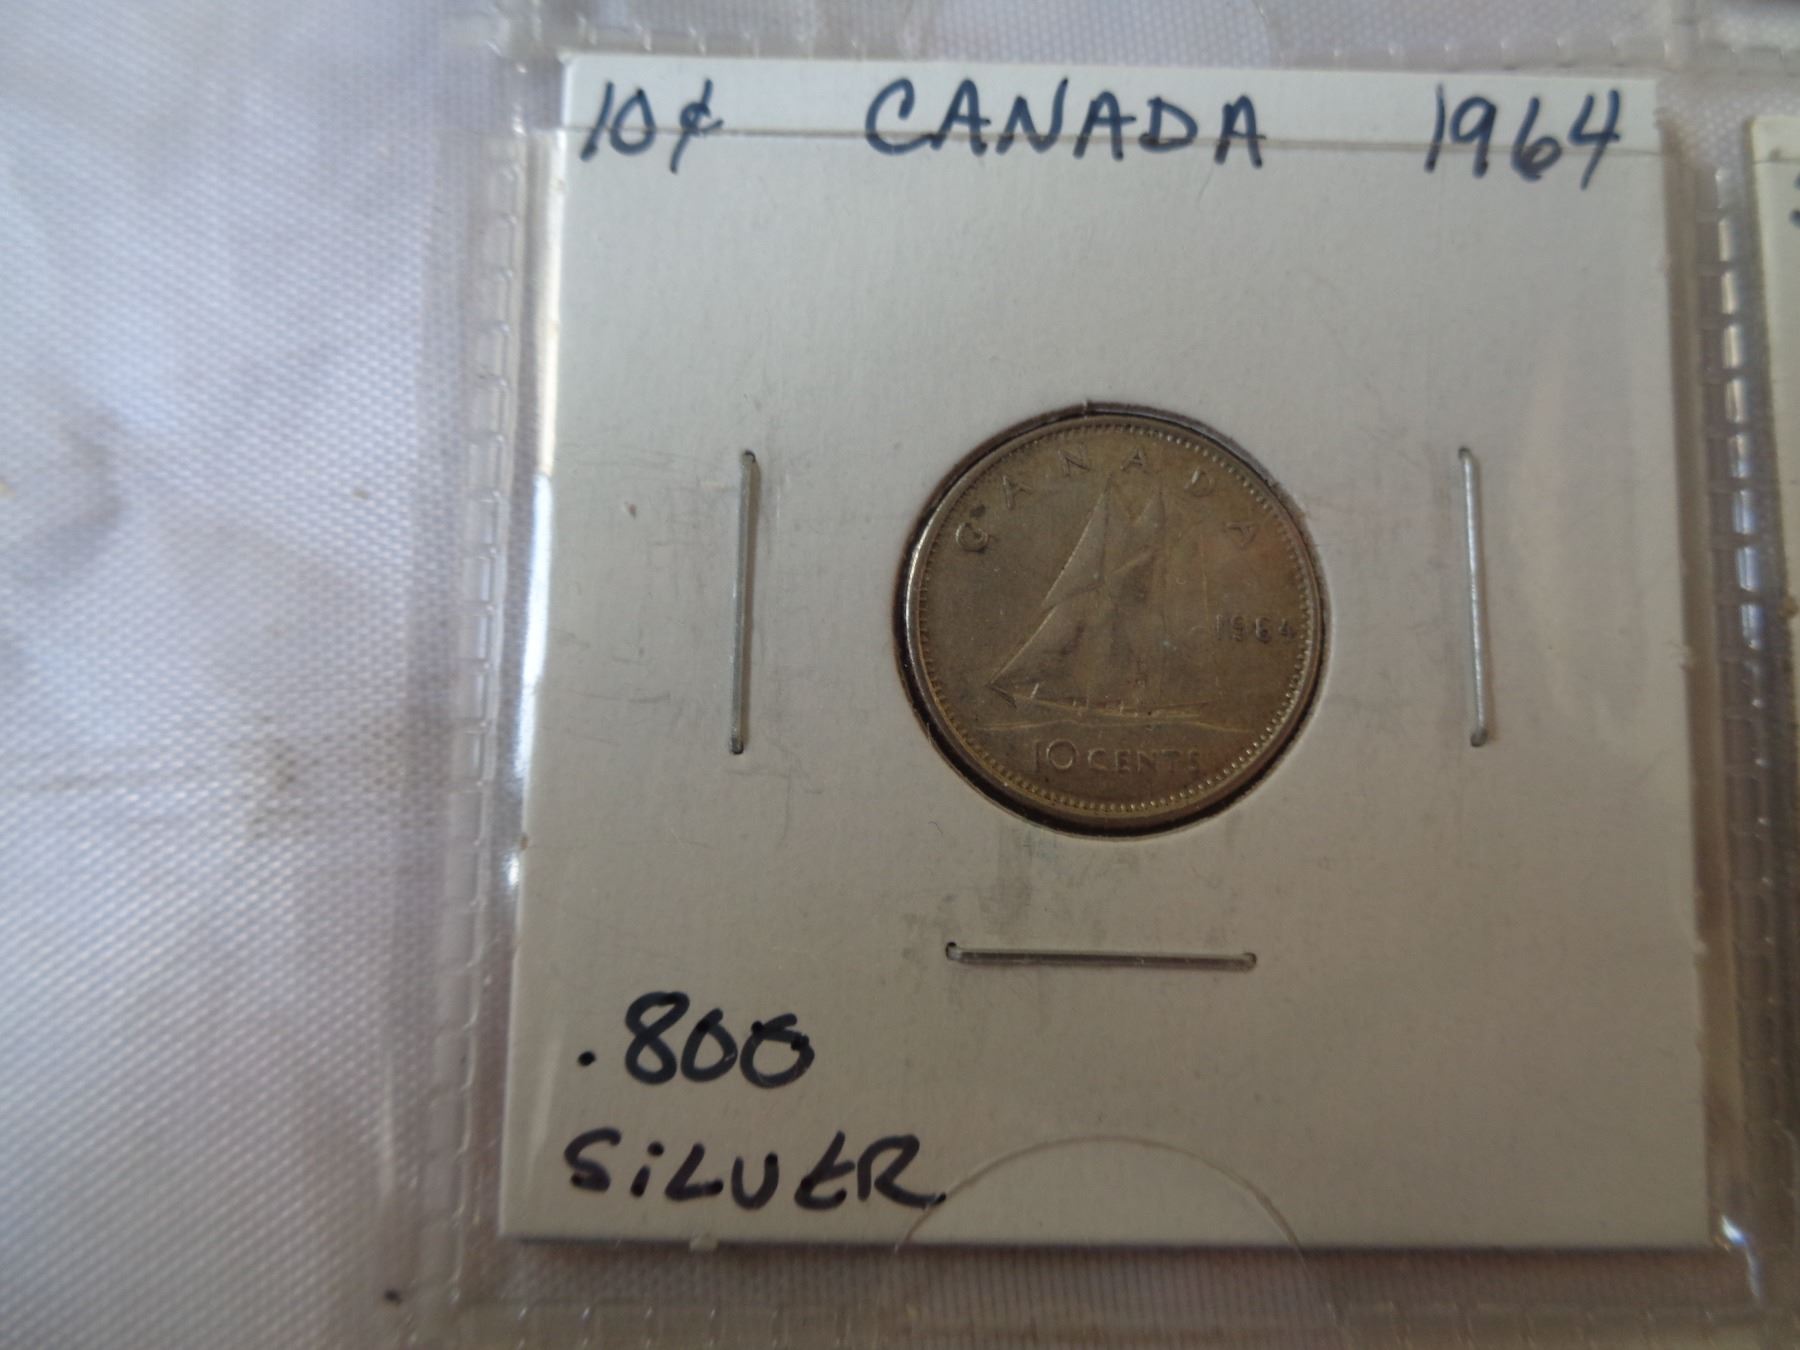 10¢ CANADA 1964
CANADA
1964
10 CENTS
.800
SiLVER